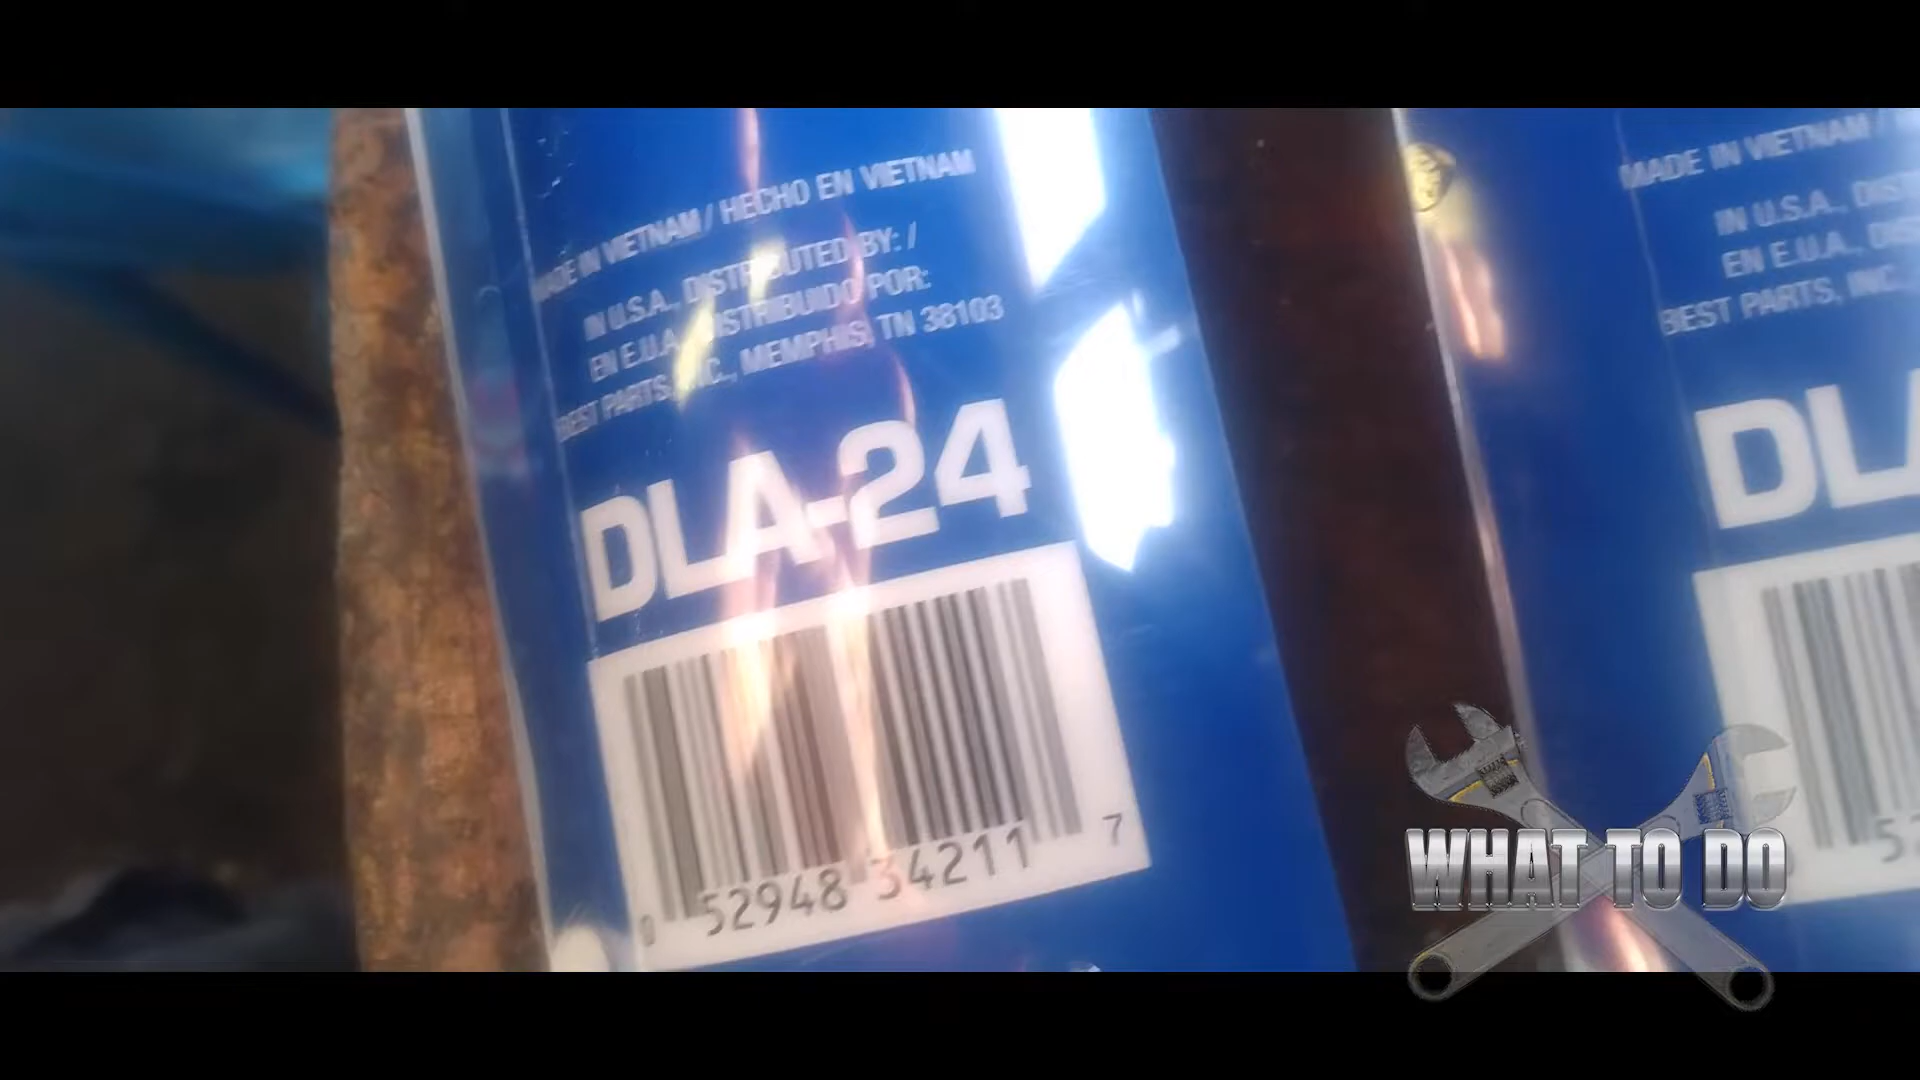 MADE IN VIETNAM / HECHO EN VIETNAM
IN U.S.A., DISTRIBUTED BY: /
EN E.U.A., DISTRIBUIDO POR:
BEST PARTS, INC., MEMPHIS, TN 38103
DLA-24
0 52948 34211 7
MADE IN VIETNAM /
IN U.S.A.,
EN E.U.A.,
BEST PARTS, INC.,
WHAT TO DO